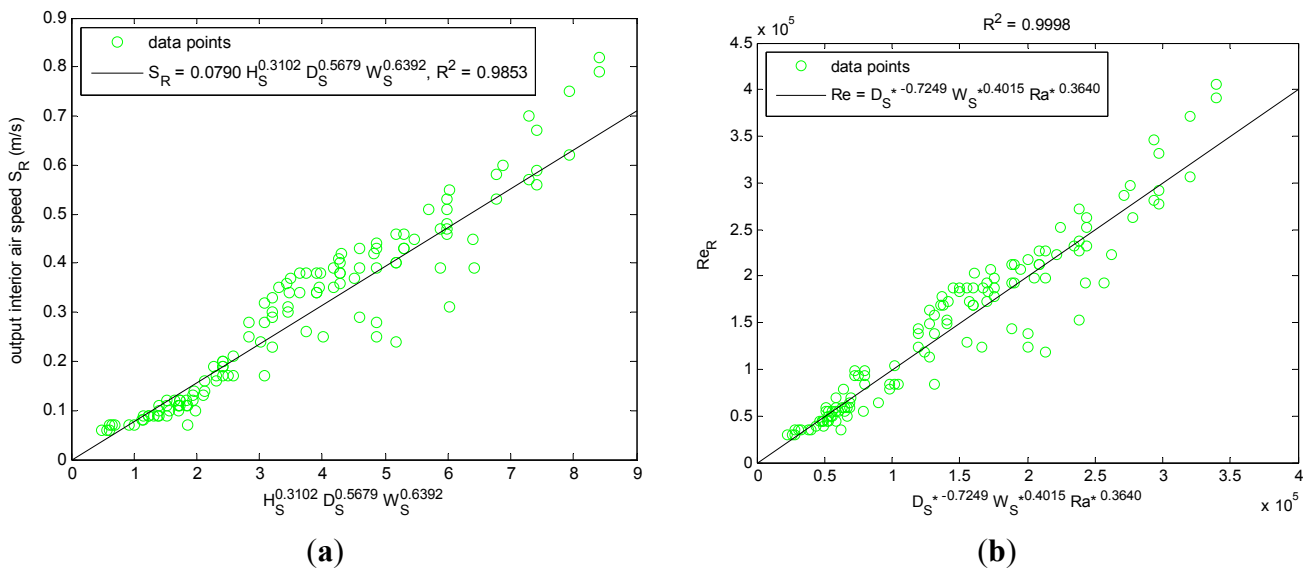 0.9
0.8
0.7
0.6
0.5
0.4
0.3
0.2
0.1
0
output interior air speed S_R (m/s)
data points
S_R = 0.0790 H_S^0.3102 D_S^0.5679 W_S^0.6392, R^2 = 0.9853
0 1 2 3 4 5 6 7 8 9
H_S^0.3102 D_S^0.5679 W_S^0.6392
(a)
x 10^5
R^2 = 0.9998
4.5
4
3.5
3
2.5
2
1.5
1
0.5
0
Re_R
data points
Re = D_S*^-0.7249 W_S*^0.4015 Ra*^0.3640
0 0.5 1 1.5 2 2.5 3 3.5 4
D_S*^-0.7249 W_S*^0.4015 Ra*^0.3640
x 10^5
(b)